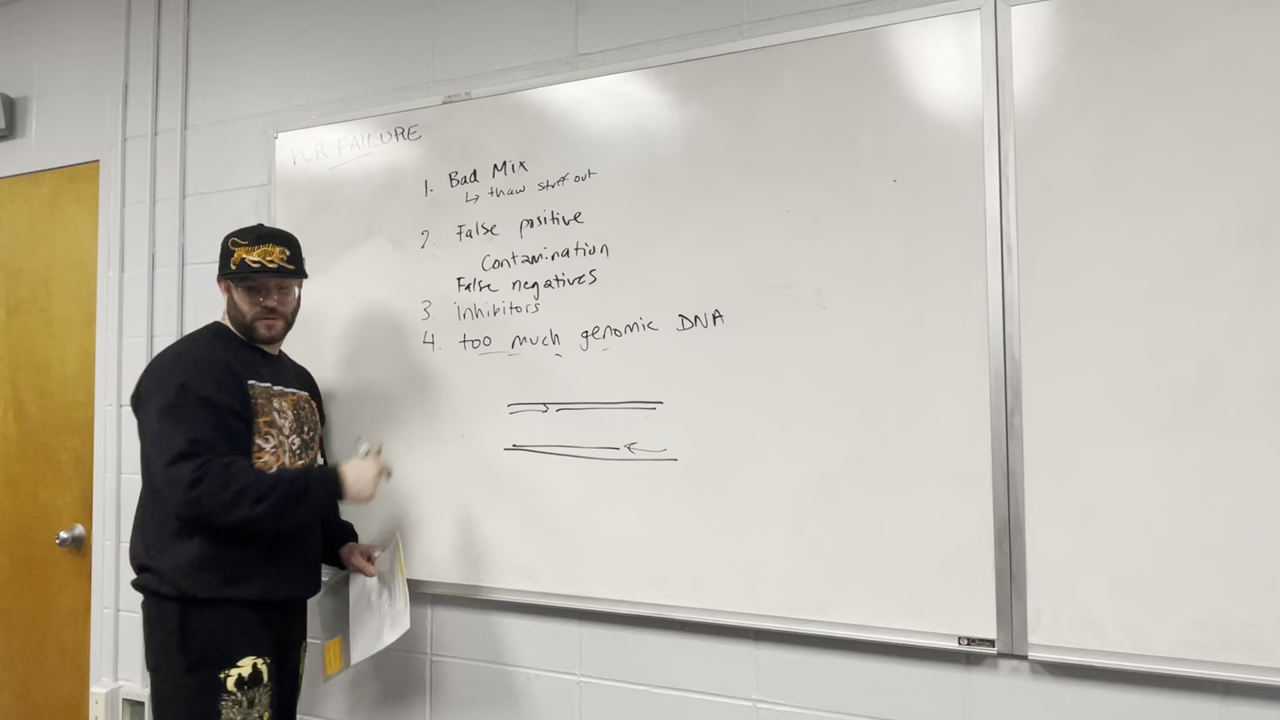 PCR FAILURE
1. Bad Mix
↳ thaw stuff out
2. False positive
Contamination
False negatives
3 inhibitors
4. too much genomic DNA